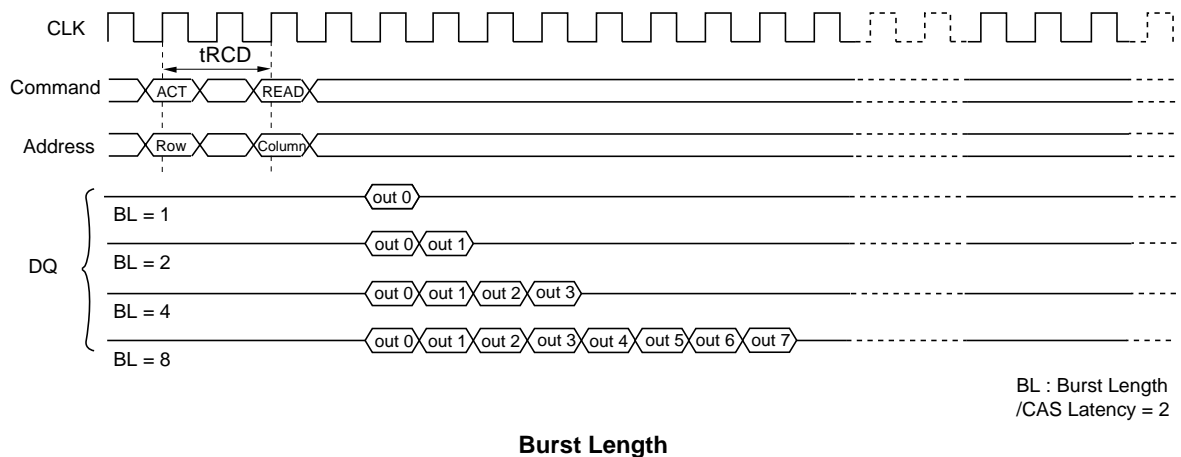 CLK
tRCD
Command ACT READ
Address Row Column
out 0
BL = 1
out 0 out 1
BL = 2
DQ
out 0 out 1 out 2 out 3
BL = 4
out 0 out 1 out 2 out 3 out 4 out 5 out 6 out 7
BL = 8
BL : Burst Length
/CAS Latency = 2
Burst Length